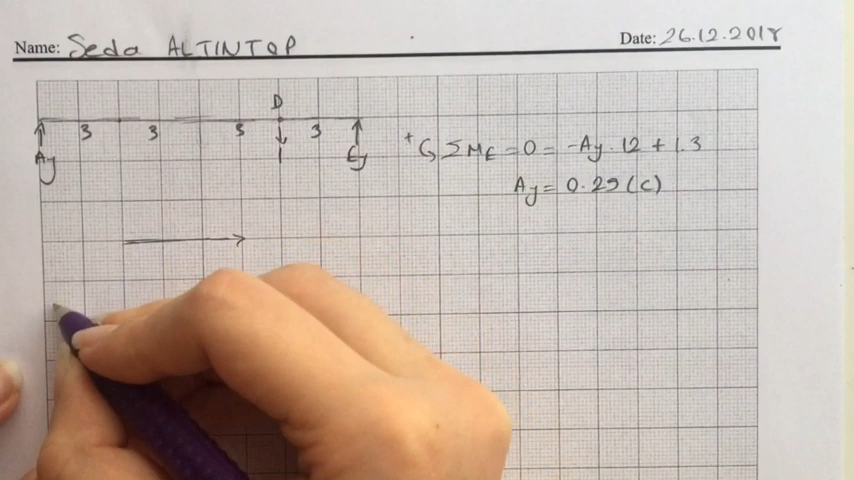 Name: Seda ALTINTOP
Date: 26.12.2018
D
3 3 3 3
Ay 1 Ey
+ ΣME = 0 = -Ay.12 + 1.3
Ay = 0.25 (C)